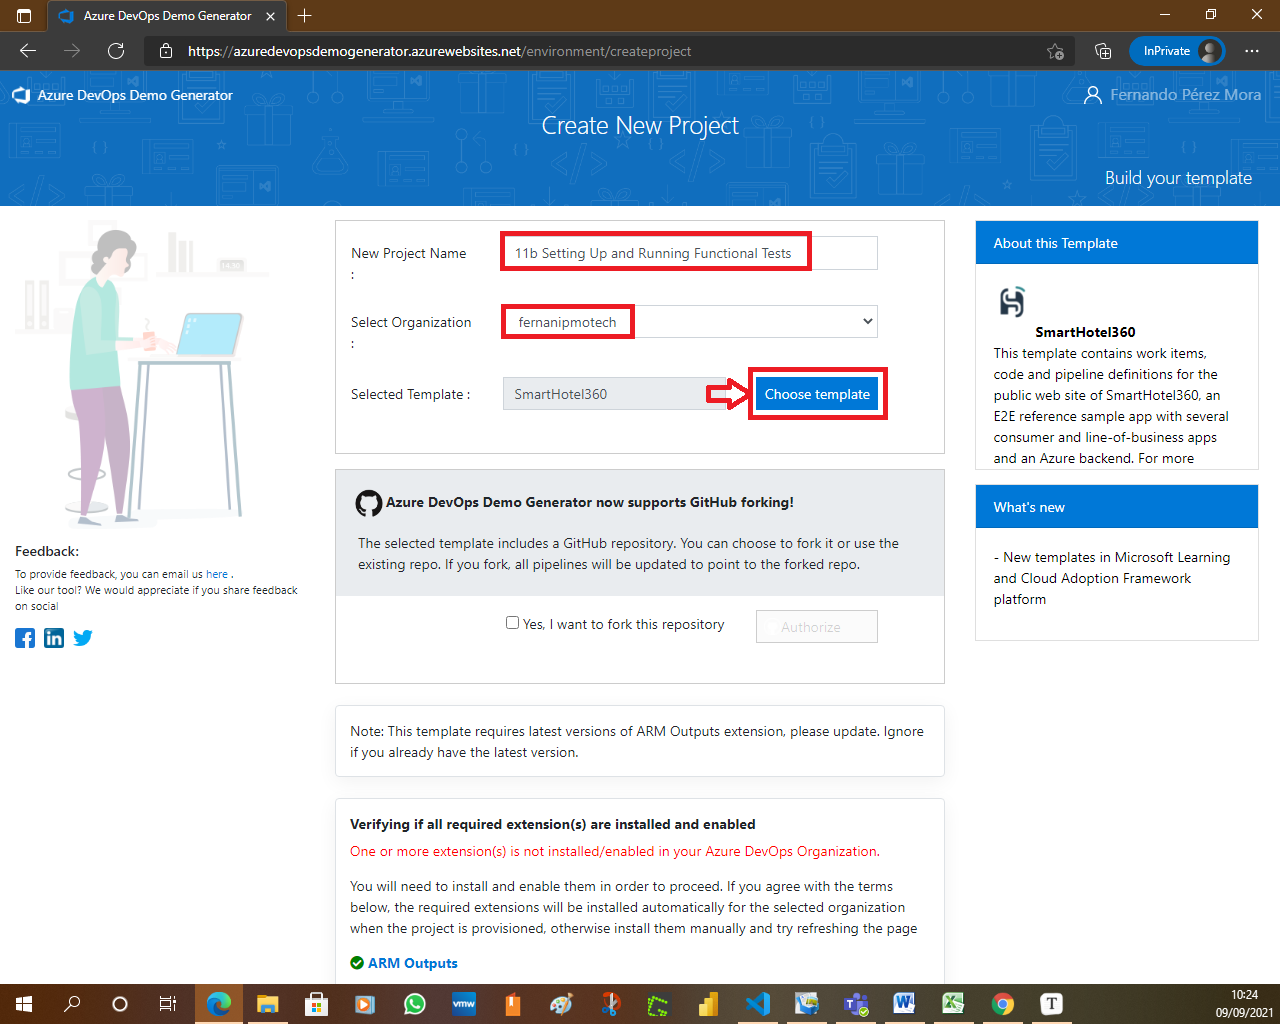 Azure DevOps Demo Generator
https://azuredevopsdemogenerator.azurewebsites.net/environment/createproject
InPrivate
Azure DevOps Demo Generator
Fernando Pérez Mora
Create New Project
Build your template
New Project Name
:
11b Setting Up and Running Functional Tests
Select Organization
:
fernanipmotech
Selected Template :
SmartHotel360
Choose template
About this Template
SmartHotel360
This template contains work items,
code and pipeline definitions for the
public web site of SmartHotel360, an
E2E reference sample app with several
consumer and line-of-business apps
and an Azure backend. For more
Azure DevOps Demo Generator now supports GitHub forking!
The selected template includes a GitHub repository. You can choose to fork it or use the
existing repo. If you fork, all pipelines will be updated to point to the forked repo.
Yes, I want to fork this repository
Authorize
What's new
- New templates in Microsoft Learning
and Cloud Adoption Framework
platform
Feedback:
To provide feedback, you can email us here .
Like our tool? We would appreciate if you share feedback
on social
Note: This template requires latest versions of ARM Outputs extension, please update. Ignore
if you already have the latest version.
Verifying if all required extension(s) are installed and enabled
One or more extension(s) is not installed/enabled in your Azure DevOps Organization.
You will need to install and enable them in order to proceed. If you agree with the terms
below, the required extensions will be installed automatically for the selected organization
when the project is provisioned, otherwise install them manually and try refreshing the page
ARM Outputs
vmw
10:24
09/09/2021